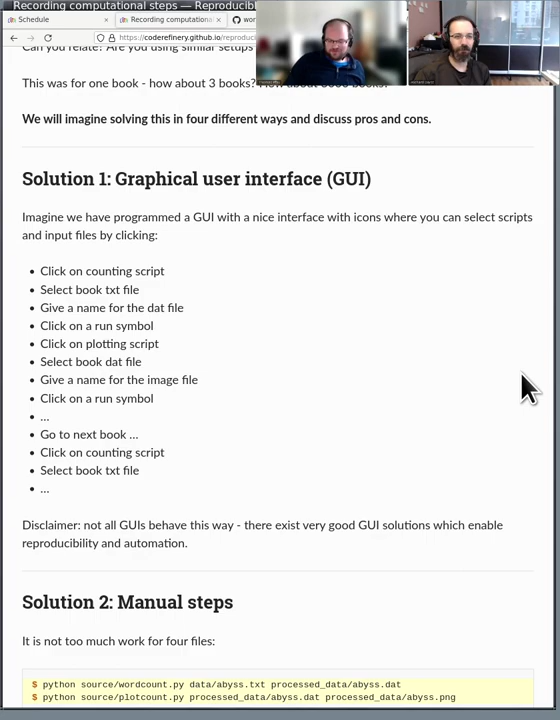 Recording computational steps — Reproducib
Schedule × Recording computationa × wor
https://coderefinery.github.io/reproduci
Can you relate? Are you using similar setups
This was for one book - how about 3 books? How about 3000 books?
We will imagine solving this in four different ways and discuss pros and cons.
Solution 1: Graphical user interface (GUI)
Imagine we have programmed a GUI with a nice interface with icons where you can select scripts
and input files by clicking:
• Click on counting script
• Select book txt file
• Give a name for the dat file
• Click on a run symbol
• Click on plotting script
• Select book dat file
• Give a name for the image file
• Click on a run symbol
• ...
• Go to next book ...
• Click on counting script
• Select book txt file
• ...
Disclaimer: not all GUIs behave this way - there exist very good GUI solutions which enable
reproducibility and automation.
Solution 2: Manual steps
It is not too much work for four files:
$ python source/wordcount.py data/abyss.txt processed_data/abyss.dat
$ python source/plotcount.py processed_data/abyss.dat processed_data/abyss.png